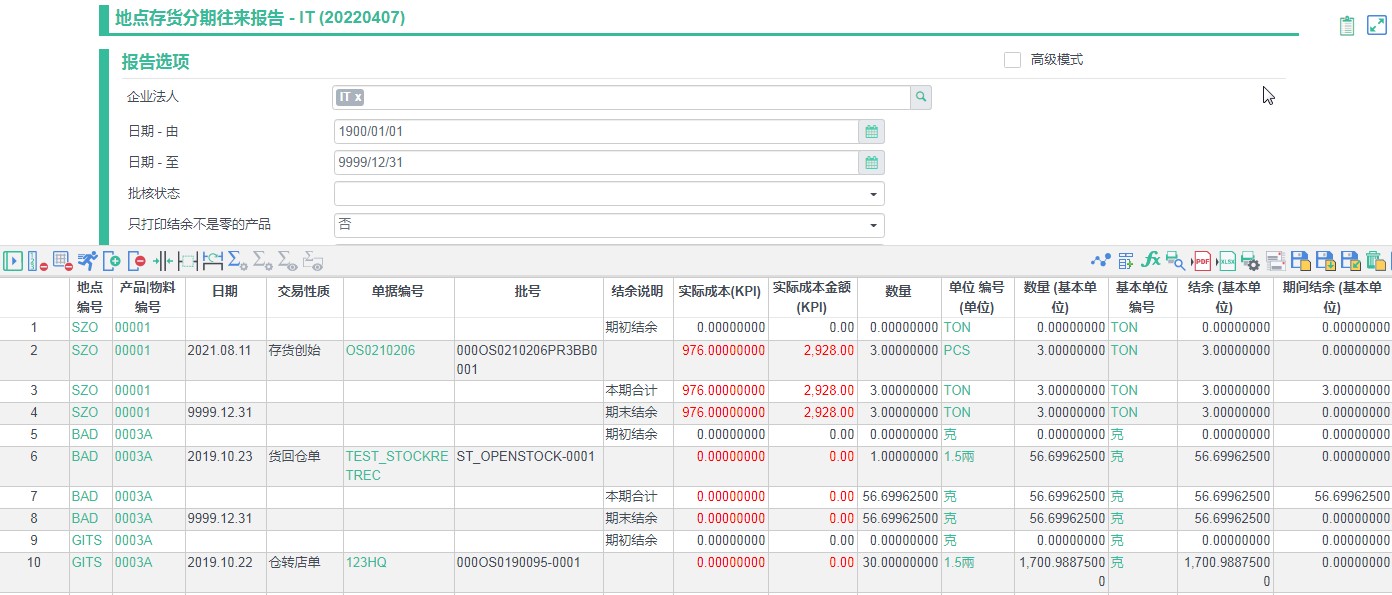 地点存货分期往来报告 - IT (20220407)
报告选项
高级模式
企业法人
IT x
日期 - 由
1900/01/01
日期 - 至
9999/12/31
批核状态
只打印结余不是零的产品
否
地点编号 产品|物料编号 日期 交易性质 单据编号 批号 结余说明 实际成本(KPI) 实际成本金额(KPI) 数量 单位 编号(单位) 数量 (基本单位) 基本单位编号 结余 (基本单位) 期间结余 (基本单位)
1 SZO 00001 期初结余 0.00000000 0.00 0.00000000 TON 0.00000000 TON 0.00000000 0.00000000
2 SZO 00001 2021.08.11 存货创始 OS0210206 000OS0210206PR3BB0001 976.00000000 2,928.00 3.00000000 PCS 3.00000000 TON 3.00000000 0.00000000
3 SZO 00001 本期合计 976.00000000 2,928.00 3.00000000 TON 3.00000000 TON 3.00000000 3.00000000
4 SZO 00001 9999.12.31 期末结余 976.00000000 2,928.00 3.00000000 TON 3.00000000 TON 3.00000000 0.00000000
5 BAD 0003A 期初结余 0.00000000 0.00 0.00000000 克 0.00000000 克 0.00000000 0.00000000
6 BAD 0003A 2019.10.23 货回仓单 TEST_STOCKRETREC ST_OPENSTOCK-0001 0.00000000 0.00 1.00000000 1.5兩 56.69962500 克 56.69962500 0.00000000
7 BAD 0003A 本期合计 0.00000000 0.00 56.69962500 克 56.69962500 克 56.69962500 56.69962500
8 BAD 0003A 9999.12.31 期末结余 0.00000000 0.00 56.69962500 克 56.69962500 克 56.69962500 0.00000000
9 GITS 0003A 期初结余 0.00000000 0.00 0.00000000 克 0.00000000 克 0.00000000 0.00000000
10 GITS 0003A 2019.10.22 仓转店单 123HQ 000OS0190095-0001 0.00000000 0.00 30.00000000 1.5兩 1,700.98875000 克 1,700.98875000 0.00000000